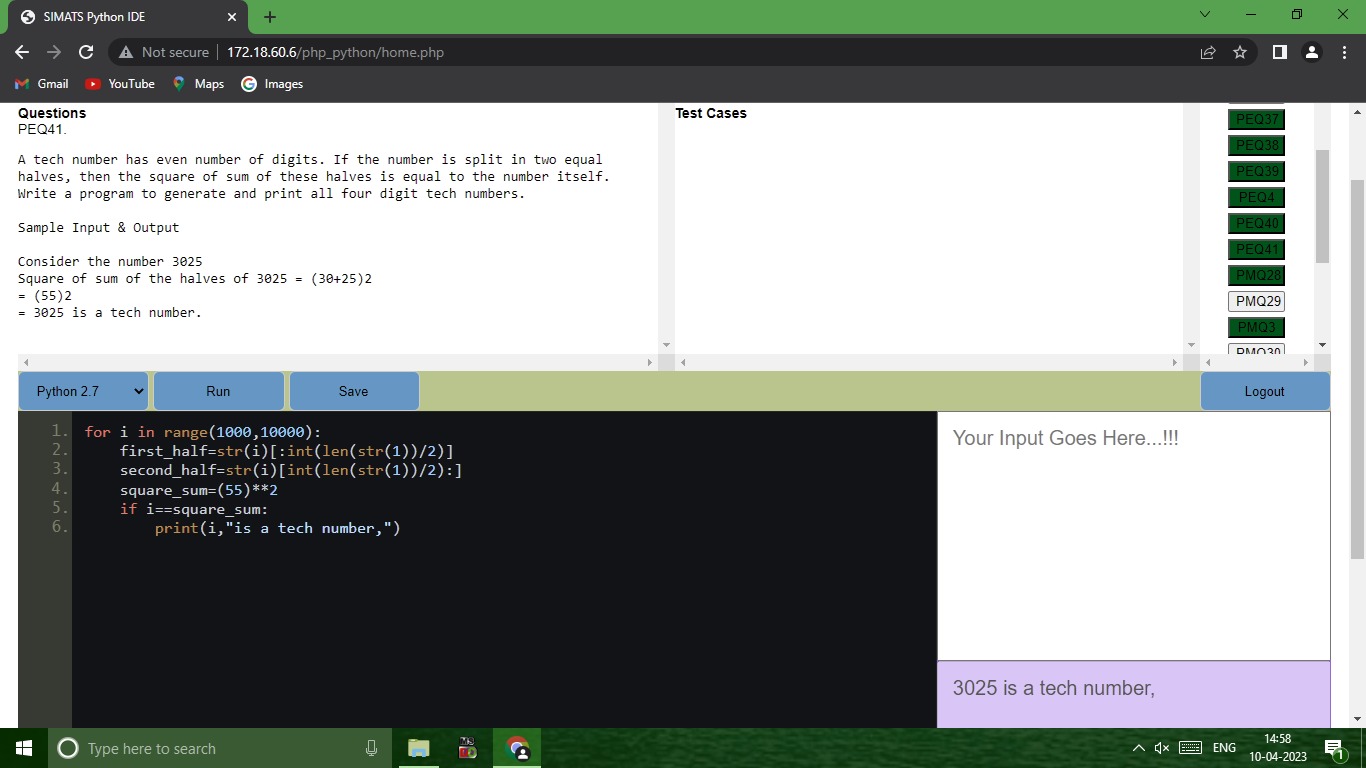 SIMATS Python IDE
Not secure
172.18.60.6/php_python/home.php
Gmail
YouTube
Maps
Images
Questions
PEQ41.
A tech number has even number of digits. If the number is split in two equal
halves, then the square of sum of these halves is equal to the number itself.
Write a program to generate and print all four digit tech numbers.
Sample Input & Output
Consider the number 3025
Square of sum of the halves of 3025 = (30+25)2
= (55)2
= 3025 is a tech number.
Test Cases
PEQ37
PEQ38
PEQ39
PEQ4
PEQ40
PEQ41
PMQ28
PMQ29
PMQ3
PMQ30
Python 2.7
Run
Save
Logout
1. for i in range(1000,10000):
2. first_half=str(i)[:int(len(str(1))/2)]
3. second_half=str(i)[int(len(str(1))/2):]
4. square_sum=(55)**2
5. if i==square_sum:
6. print(i,"is a tech number,")
Your Input Goes Here...!!!
3025 is a tech number,
Type here to search
ENG
14:58
10-04-2023
1